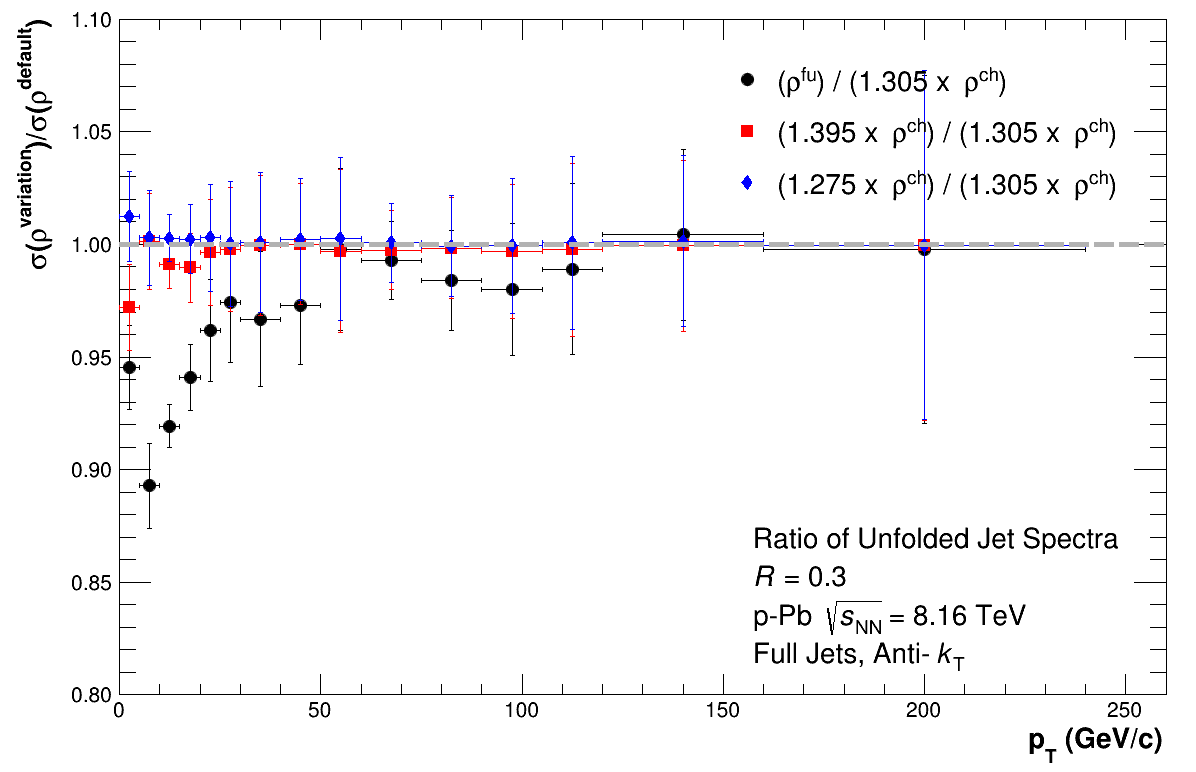 σ(ρ^variation)/σ(ρ^default)
1.10
1.05
1.00
0.95
0.90
0.85
0.80
(ρ^fu) / (1.305 x ρ^ch)
(1.395 x ρ^ch) / (1.305 x ρ^ch)
(1.275 x ρ^ch) / (1.305 x ρ^ch)
Ratio of Unfolded Jet Spectra
R = 0.3
p-Pb √s_NN = 8.16 TeV
Full Jets, Anti- k_T
0 50 100 150 200 250
p_T (GeV/c)